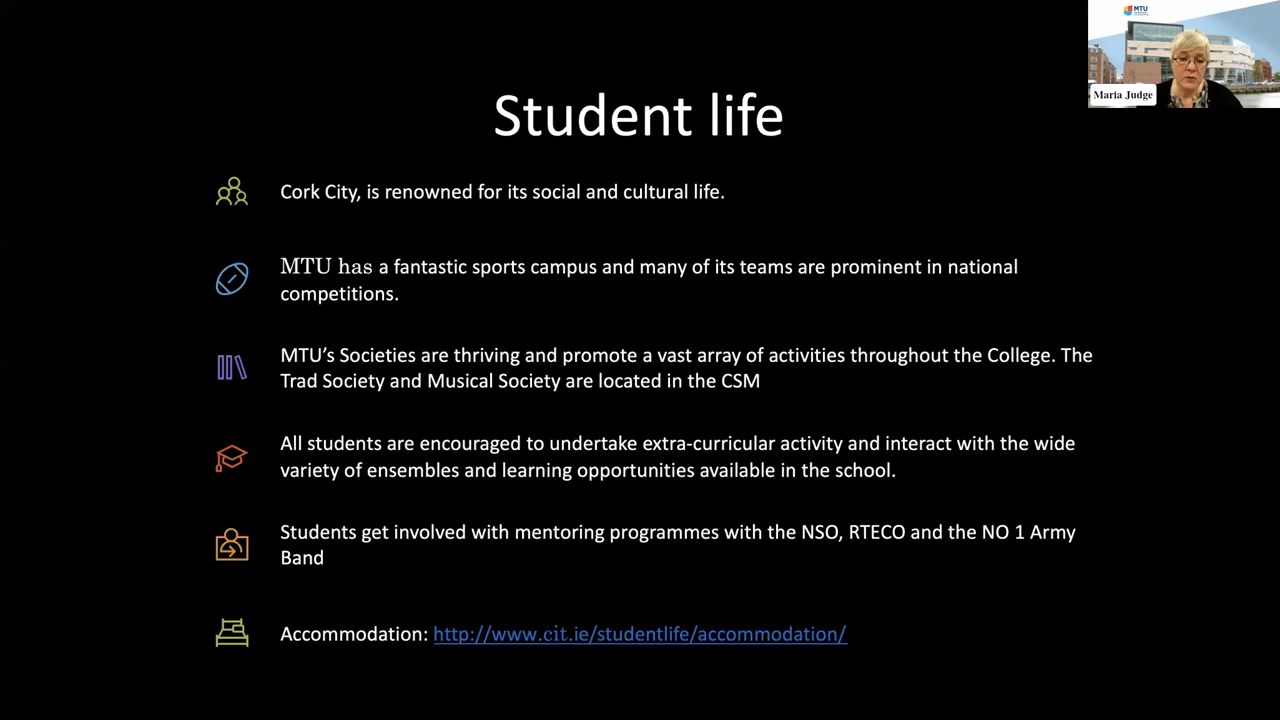 MTU
Maria Judge
Student life
Cork City, is renowned for its social and cultural life.
MTU has a fantastic sports campus and many of its teams are prominent in national
competitions.
MTU’s Societies are thriving and promote a vast array of activities throughout the College. The
Trad Society and Musical Society are located in the CSM
All students are encouraged to undertake extra-curricular activity and interact with the wide
variety of ensembles and learning opportunities available in the school.
Students get involved with mentoring programmes with the NSO, RTECO and the NO 1 Army
Band
Accommodation: http://www.cit.ie/studentlife/accommodation/